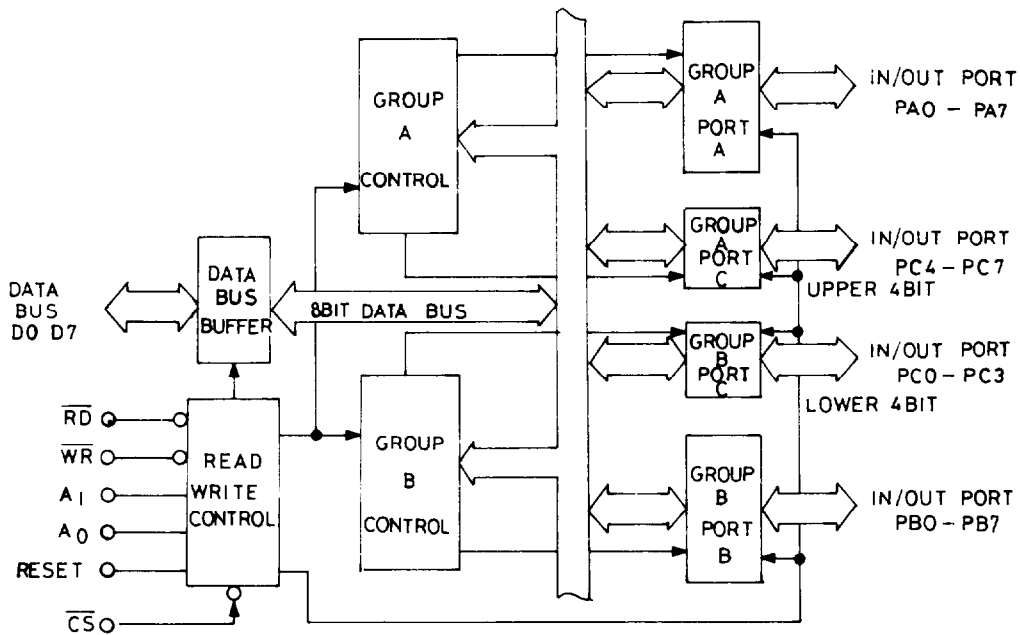 GROUP
A
CONTROL
GROUP
A
PORT
A
IN/OUT PORT
PA0 - PA7
GROUP
A
PORT
C
IN/OUT PORT
PC4 - PC7
UPPER 4BIT
DATA
BUS
D0 D7
DATA
BUS
BUFFER
8BIT DATA BUS
GROUP
B
PORT
C
IN/OUT PORT
PC0 - PC3
LOWER 4BIT
RD
WR
A1
A0
RESET
CS
READ
WRITE
CONTROL
GROUP
B
CONTROL
GROUP
B
PORT
B
IN/OUT PORT
PB0 - PB7